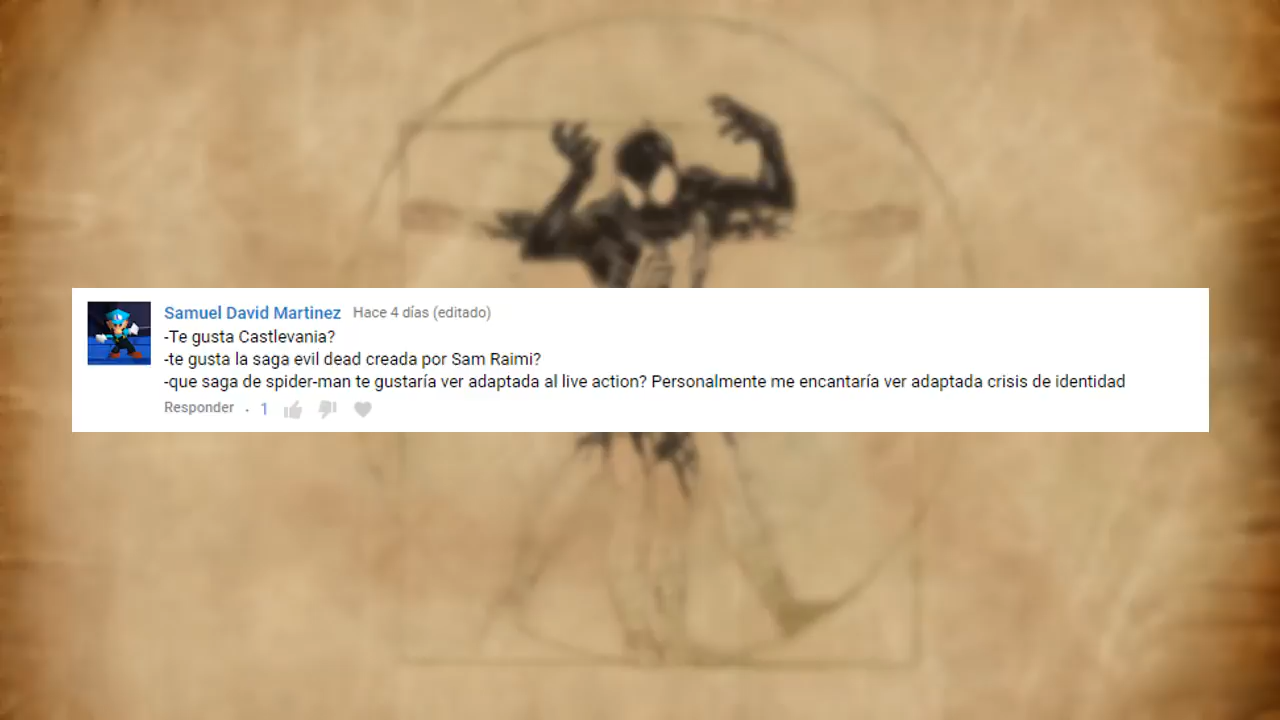 Samuel David Martinez Hace 4 días (editado)
-Te gusta Castlevania?
-te gusta la saga evil dead creada por Sam Raimi?
-que saga de spider-man te gustaría ver adaptada al live action? Personalmente me encantaría ver adaptada crisis de identidad
Responder . 1